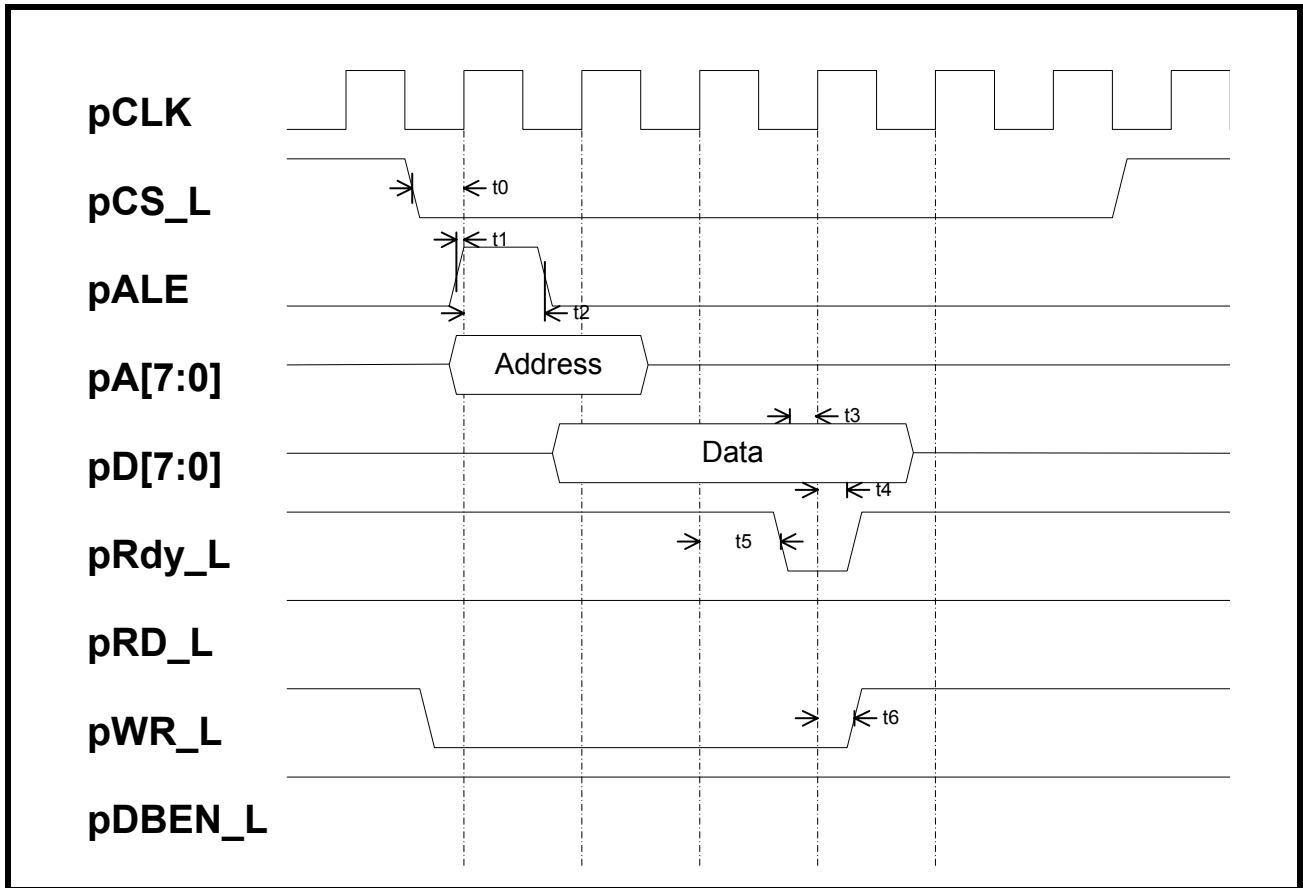 pCLK
pCS_L
t0
t1
pALE
t2
pA[7:0]
Address
t3
pD[7:0]
Data
t4
pRdy_L
t5
pRD_L
pWR_L
t6
pDBEN_L